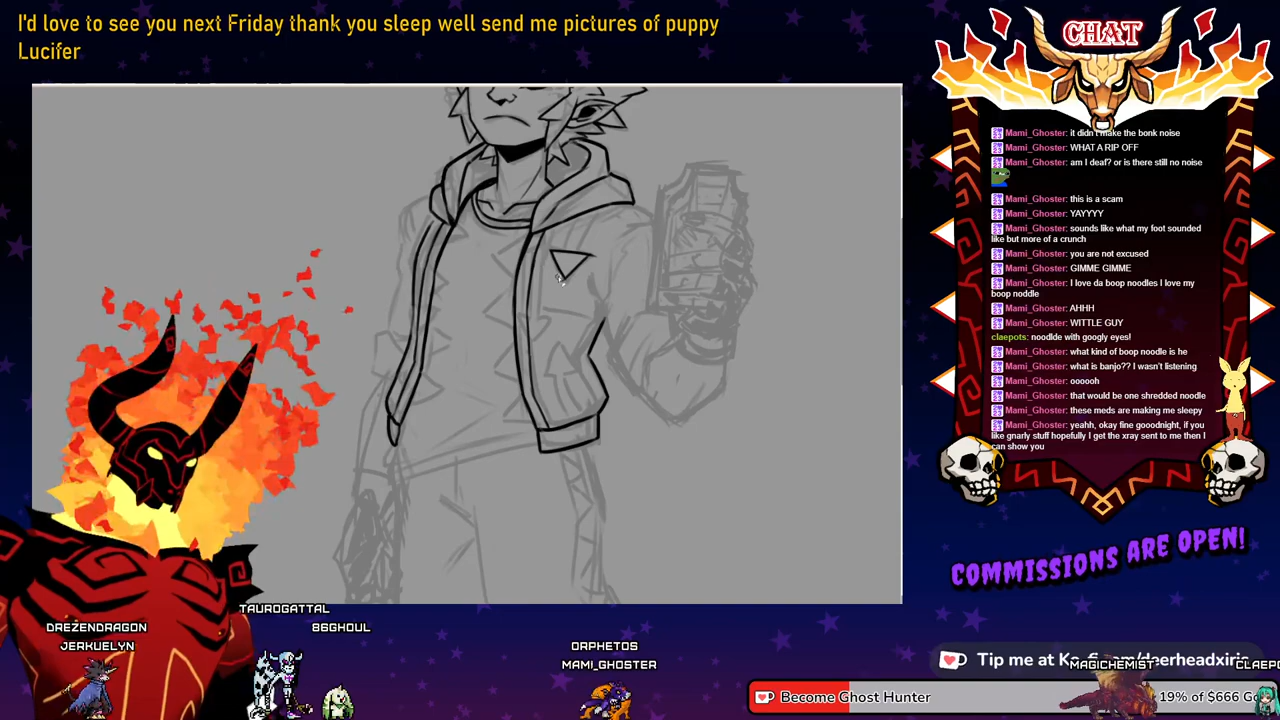 I'd love to see you next Friday thank you sleep well send me pictures of puppy
Lucifer
CHAT
Mami_Ghoster: it didn't make the bonk noise
Mami_Ghoster: WHAT A RIP OFF
Mami_Ghoster: am I deaf? or is there still no noise
Mami_Ghoster: this is a scam
Mami_Ghoster: YAYYYY
Mami_Ghoster: sounds like what my foot sounded
like but more of a crunch
Mami_Ghoster: you are not excused
Mami_Ghoster: GIMME GIMME
Mami_Ghoster: I love da boop noodles I love my
boop noddle
Mami_Ghoster: AHHH
Mami_Ghoster: WITTLE GUY
claepots: noodlde with googly eyes!
Mami_Ghoster: what kind of boop noodle is he
Mami_Ghoster: what is banjo?? I wasn't listening
Mami_Ghoster: oooooh
Mami_Ghoster: that would be one shredded noodle
Mami_Ghoster: these meds are making me sleepy
Mami_Ghoster: yeahh, okay fine gooodnight, if you
like gnarly stuff hopefully I get the xray sent to me then I
can show you
COMMISSIONS ARE OPEN!
TAUROGATTAL
DREZENDRAGON
86GHOUL
JERKUELYN
ORPHETOS
MAMI_GHOSTER
Tip me at
MAGICHEMIST
Become Ghost Hunter
19% of $666